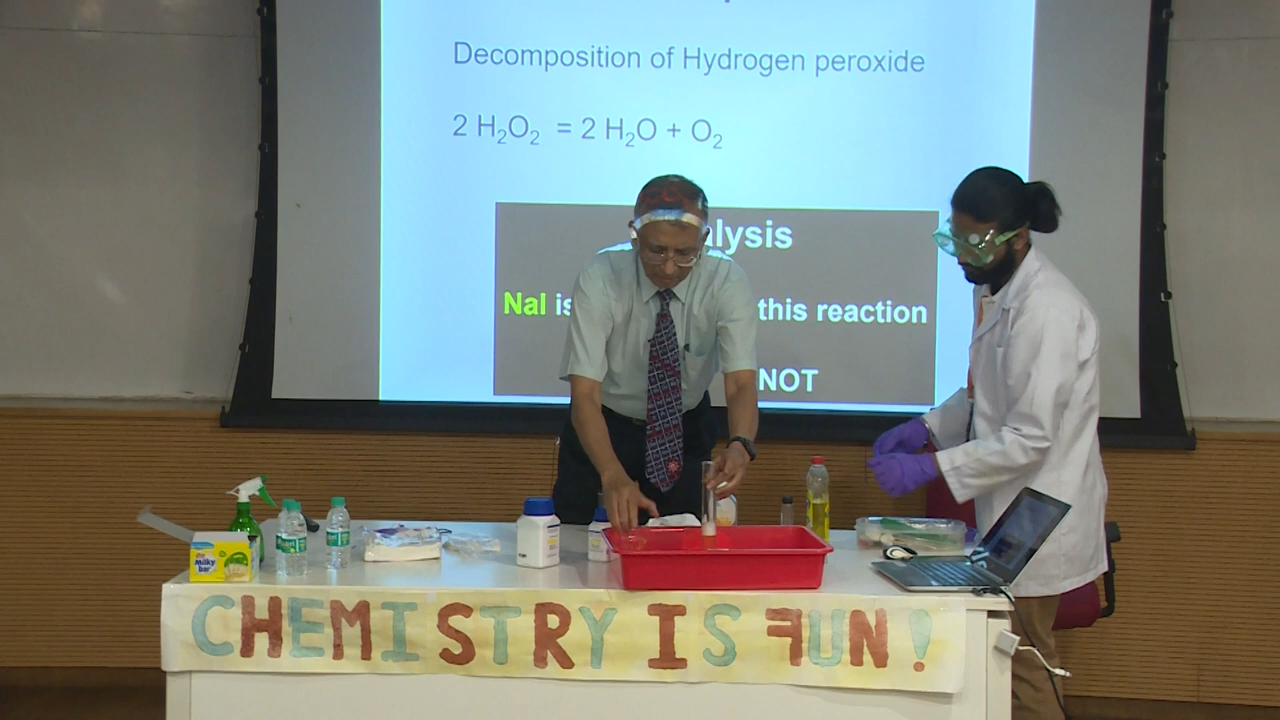 Decomposition of Hydrogen peroxide
2 H₂O₂ = 2 H₂O + O₂
alysis
NaI is this reaction
NOT
Milky
bar
CHEMISTRY IS FUN!